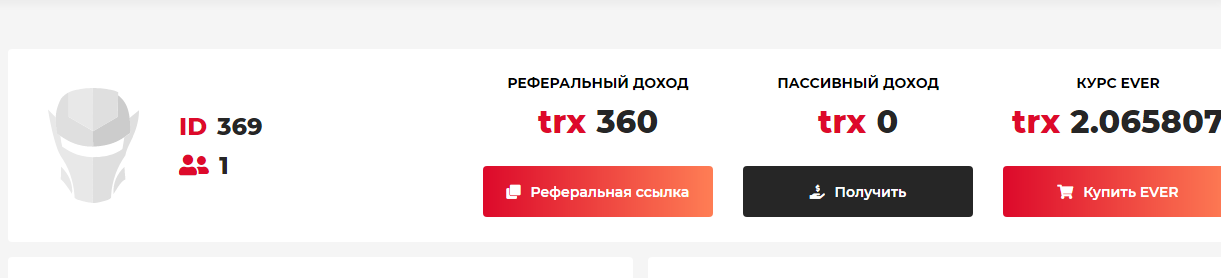 ID 369
1
РЕФЕРАЛЬНЫЙ ДОХОД
trx 360
Реферальная ссылка
ПАССИВНЫЙ ДОХОД
trx 0
Получить
КУРС EVER
trx 2.065807
Купить EVER